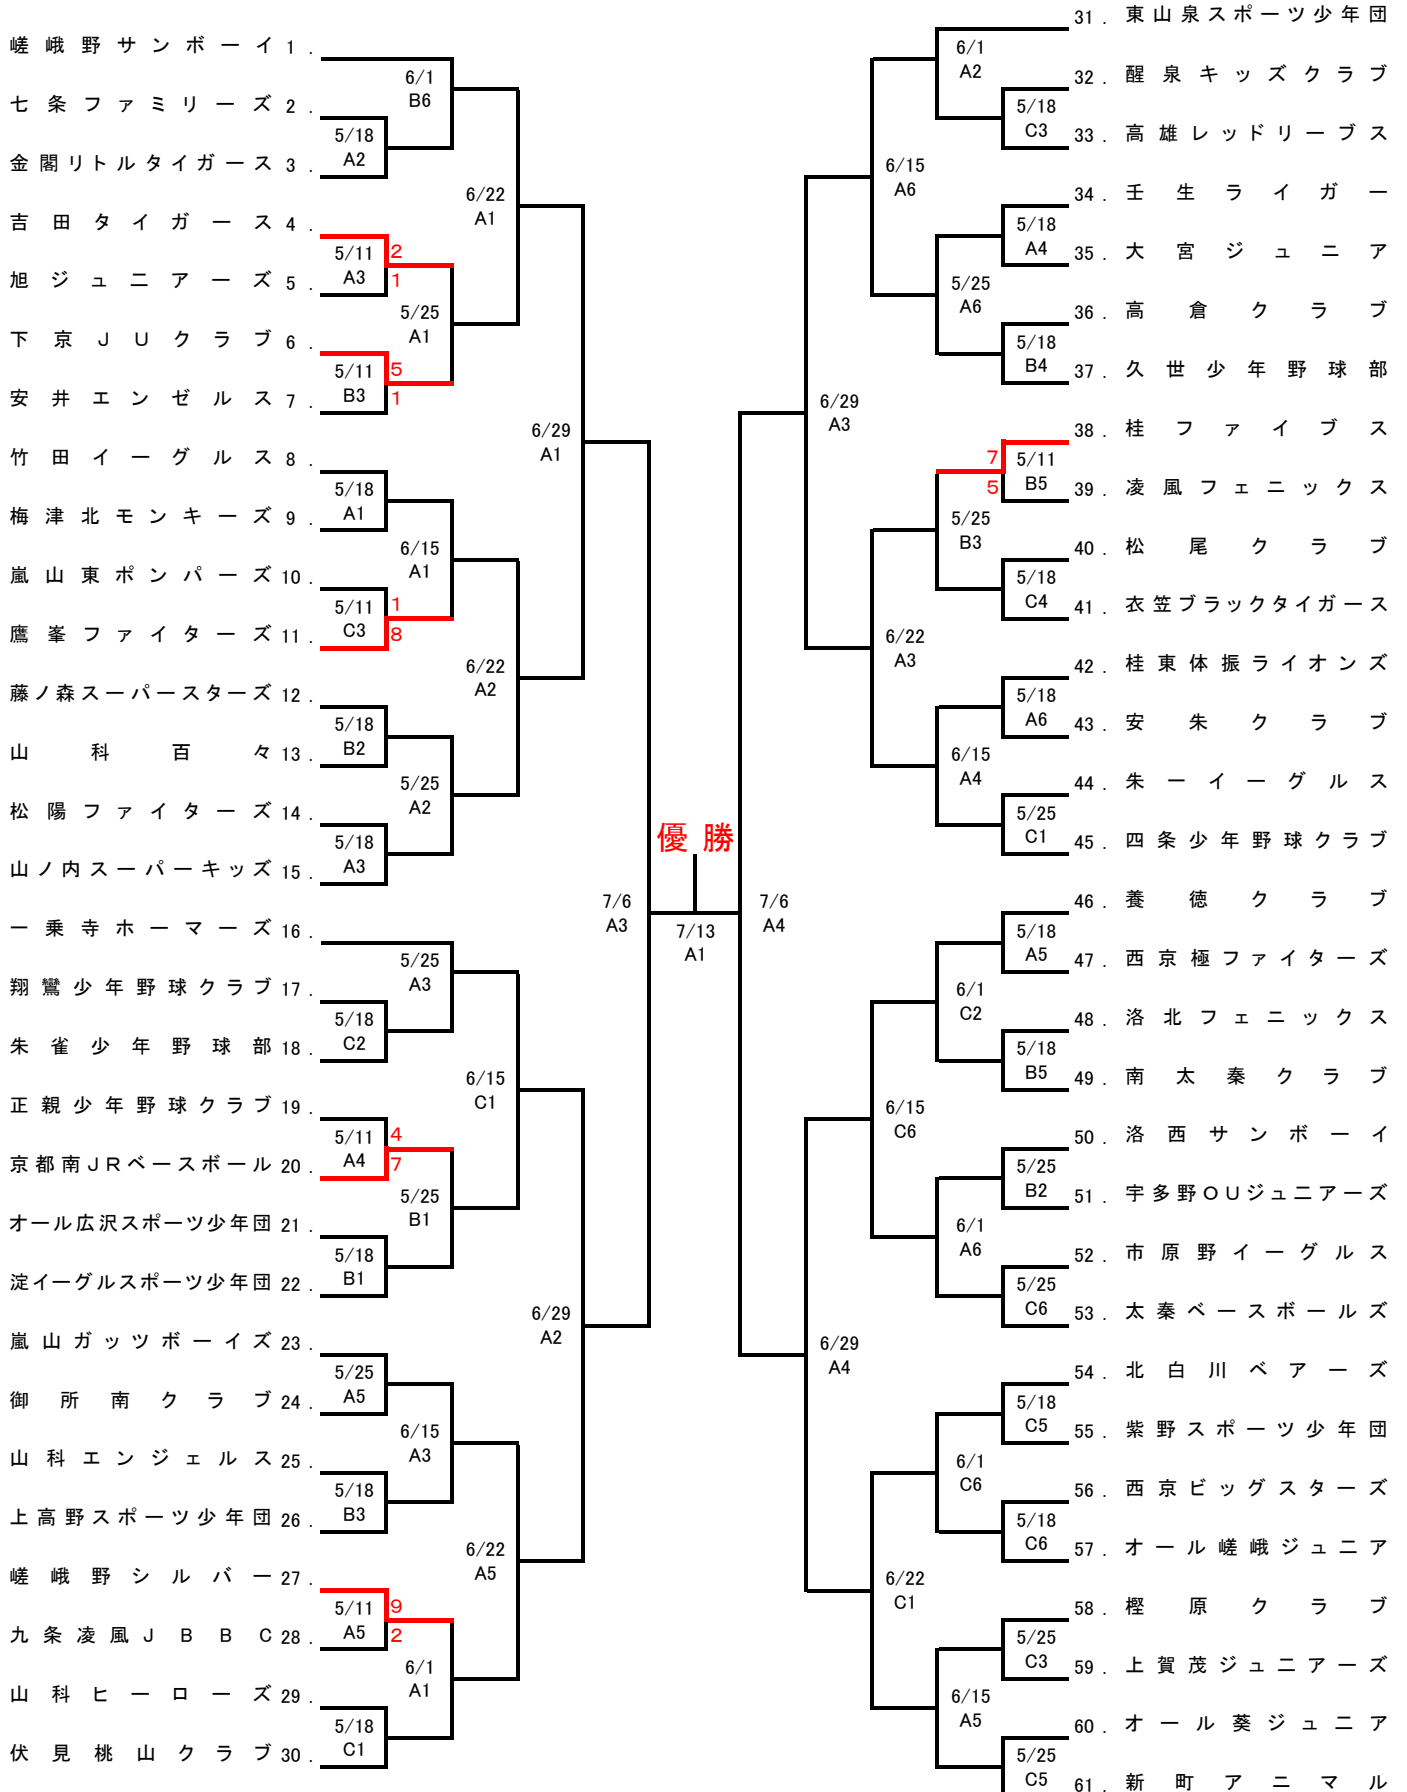 嵯峨野サンボーイ 1 .
七条ファミリーズ 2 .
金閣リトルタイガース 3 .
吉田タイガース 4 .
旭ジュニアーズ 5 .
下京JUクラブ 6 .
安井エンゼルス 7 .
竹田イーグルス 8 .
梅津北モンキーズ 9 .
嵐山東ポンパーズ 10 .
鷹峯ファイターズ 11 .
藤ノ森スーパースターズ 12 .
山科百々 13 .
松陽ファイターズ 14 .
山ノ内スーパーキッズ 15 .
一乗寺ホーマーズ 16 .
翔鸞少年野球クラブ 17 .
朱雀少年野球部 18 .
正親少年野球クラブ 19 .
京都南JRベースボール 20 .
オール広沢スポーツ少年団 21 .
淀イーグルスポーツ少年団 22 .
嵐山ガッツボーイズ 23 .
御所南クラブ 24 .
山科エンジェルス 25 .
上高野スポーツ少年団 26 .
嵯峨野シルバー 27 .
九条凌風JBBC 28 .
山科ヒーローズ 29 .
伏見桃山クラブ 30 .
5/18
A2
5/11
A3
2
1
5/11
B3
5
1
5/18
A1
5/11
C3
1
8
5/18
B2
5/18
A3
5/18
C2
5/11
A4
4
7
5/18
B1
5/25
A5
5/18
B3
5/11
A5
9
2
5/18
C1
6/1
B6
5/25
A1
6/15
A1
5/25
A2
5/25
A3
5/25
B1
6/15
A3
6/1
A1
6/22
A1
6/22
A2
6/15
C1
6/22
A5
6/29
A1
6/29
A2
7/6
A3
優勝
7/13
A1
7/6
A4
6/29
A3
6/29
A4
6/15
A6
6/22
A3
6/15
C6
6/22
C1
6/1
A2
5/25
A6
5/25
B3
6/15
A4
6/1
C2
6/1
A6
6/1
C6
6/15
A5
5/18
C3
5/18
A4
5/18
B4
7
5
5/11
B5
5/18
C4
5/18
A6
5/25
C1
5/18
A5
5/18
B5
5/25
B2
5/25
C6
5/18
C5
5/18
C6
5/25
C3
5/25
C5
31 . 東山泉スポーツ少年団
32 . 醒泉キッズクラブ
33 . 高雄レッドリーブス
34 . 壬生ライガー
35 . 大宮ジュニア
36 . 高倉クラブ
37 . 久世少年野球部
38 . 桂ファイブス
39 . 凌風フェニックス
40 . 松尾クラブ
41 . 衣笠ブラックタイガース
42 . 桂東体振ライオンズ
43 . 安朱クラブ
44 . 朱一イーグルス
45 . 四条少年野球クラブ
46 . 養徳クラブ
47 . 西京極ファイターズ
48 . 洛北フェニックス
49 . 南太秦クラブ
50 . 洛西サンボーイ
51 . 宇多野OUジュニアーズ
52 . 市原野イーグルス
53 . 太秦ベースボールズ
54 . 北白川ベアーズ
55 . 紫野スポーツ少年団
56 . 西京ビッグスターズ
57 . オール嵯峨ジュニア
58 . 樫原クラブ
59 . 上賀茂ジュニアーズ
60 . オール葵ジュニア
61 . 新町アニマル